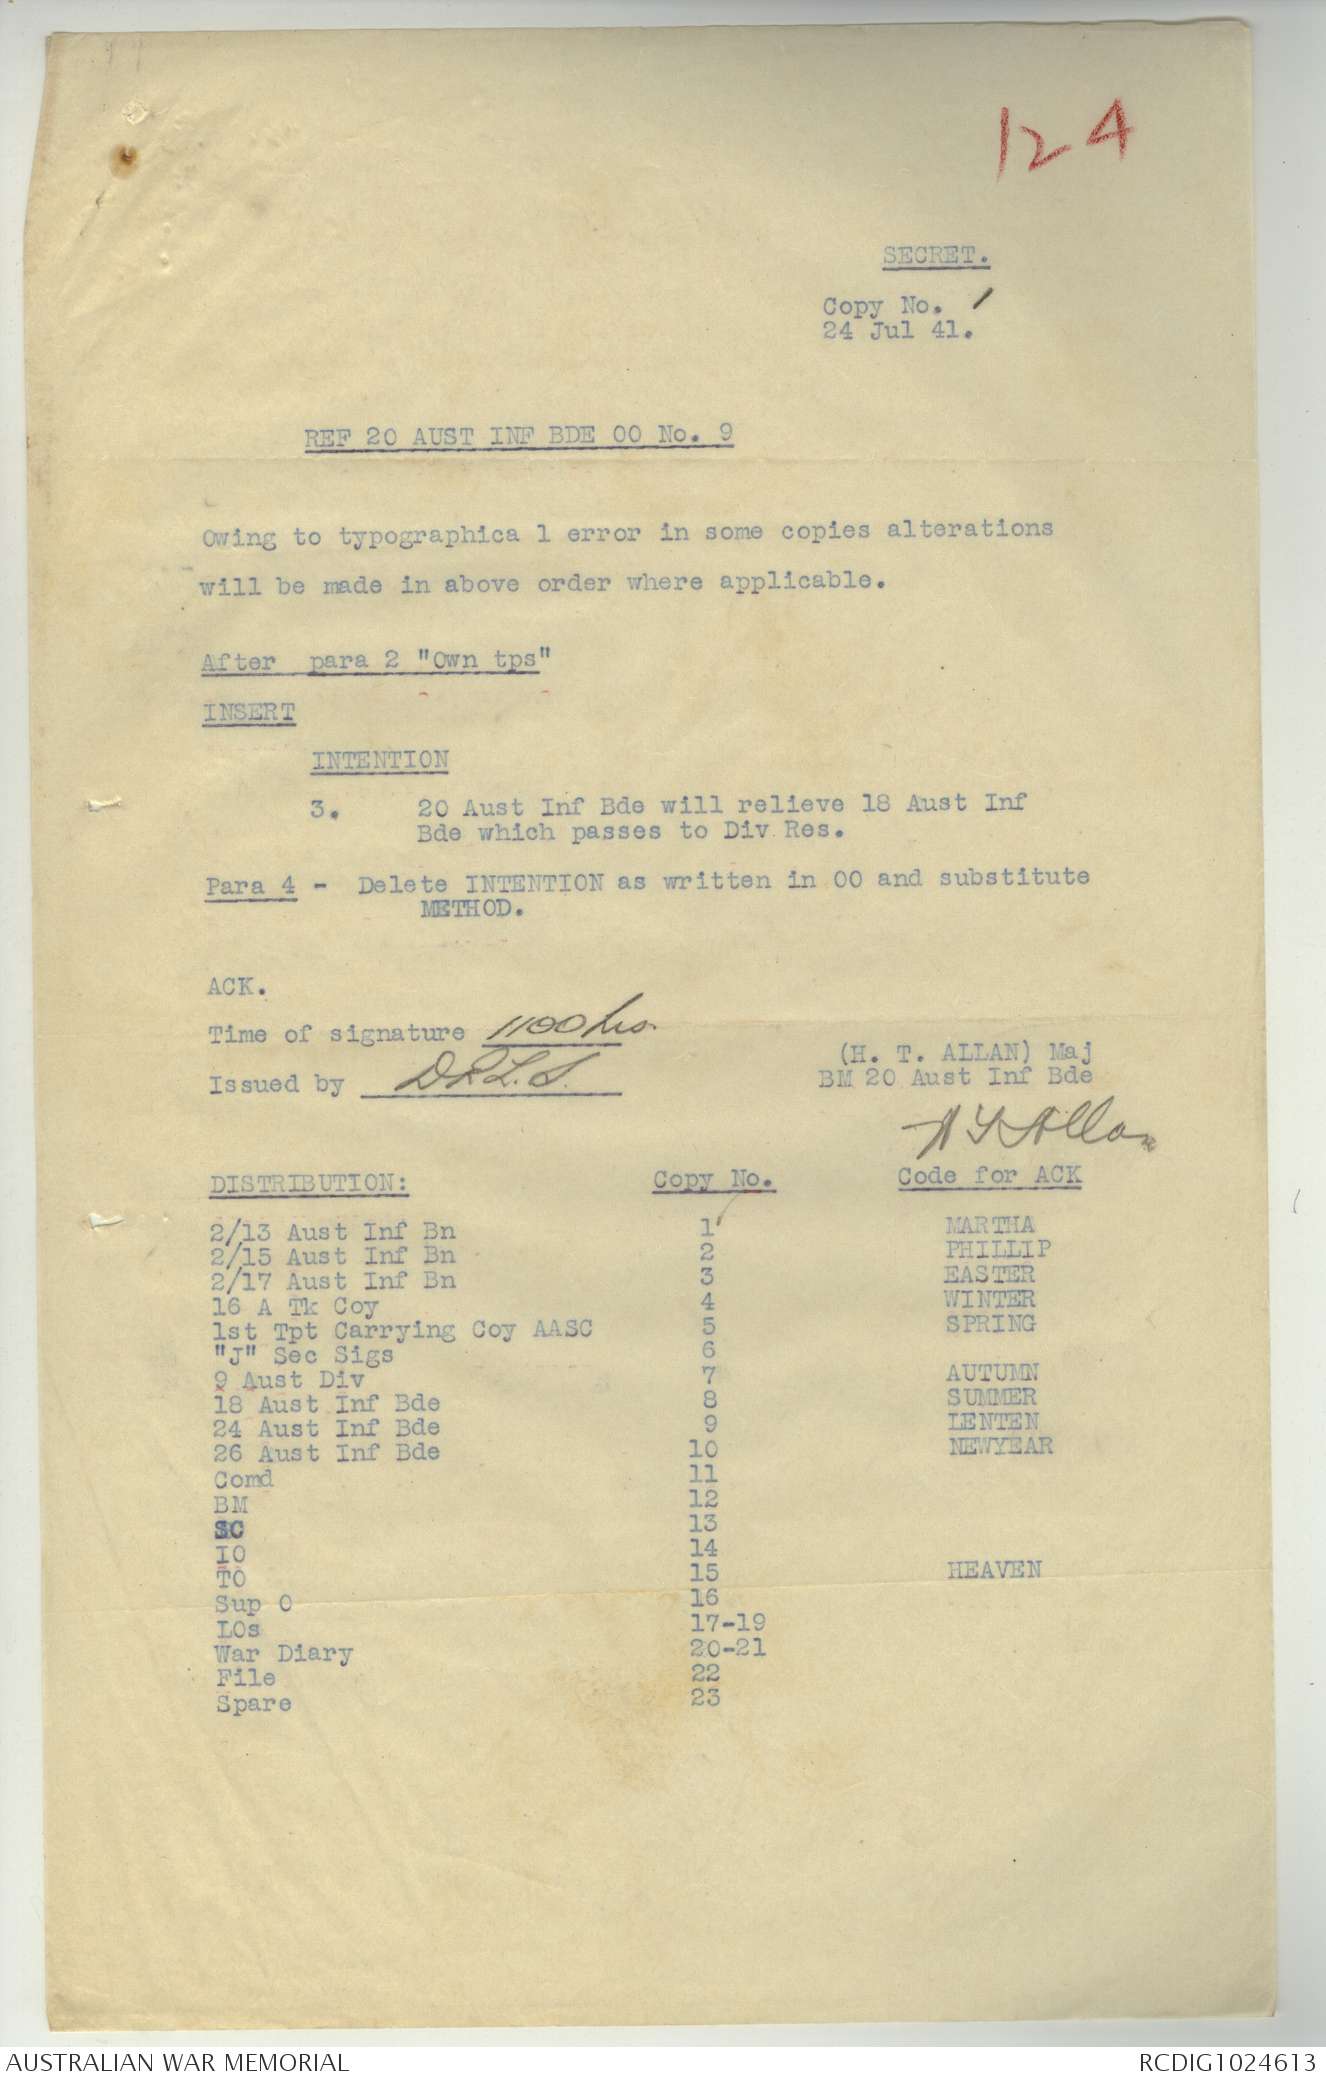 124
SECRET.
Copy No. 1
24 Jul 41.
REF 20 AUST INF BDE OO No. 9
Owing to typographica l error in some copies alterations
will be made in above order where applicable.
After para 2 "Own tps"
INSERT
INTENTION
3. 20 Aust Inf Bde will relieve 18 Aust Inf
Bde which passes to Div Res.
Para 4 - Delete INTENTION as written in OO and substitute
METHOD.
ACK.
Time of signature 1100 hrs
(H. T. ALLAN) Maj
Issued by D.R.L.S.
BM 20 Aust Inf Bde
H T Allan
DISTRIBUTION: Copy No. Code for ACK
2/13 Aust Inf Bn 1 MARTHA
2/15 Aust Inf Bn 2 PHILLIP
2/17 Aust Inf Bn 3 EASTER
16 A Tk Coy 4 WINTER
1st Tpt Carrying Coy AASC 5 SPRING
"J" Sec Sigs 6
9 Aust Div 7 AUTUMN
18 Aust Inf Bde 8 SUMMER
24 Aust Inf Bde 9 LENTEN
26 Aust Inf Bde 10 NEWYEAR
Comd 11
BM 12
SC 13
IO 14
TO 15 HEAVEN
Sup O 16
LOs 17-19
War Diary 20-21
File 22
Spare 23
AUSTRALIAN WAR MEMORIAL RCDIG1024613